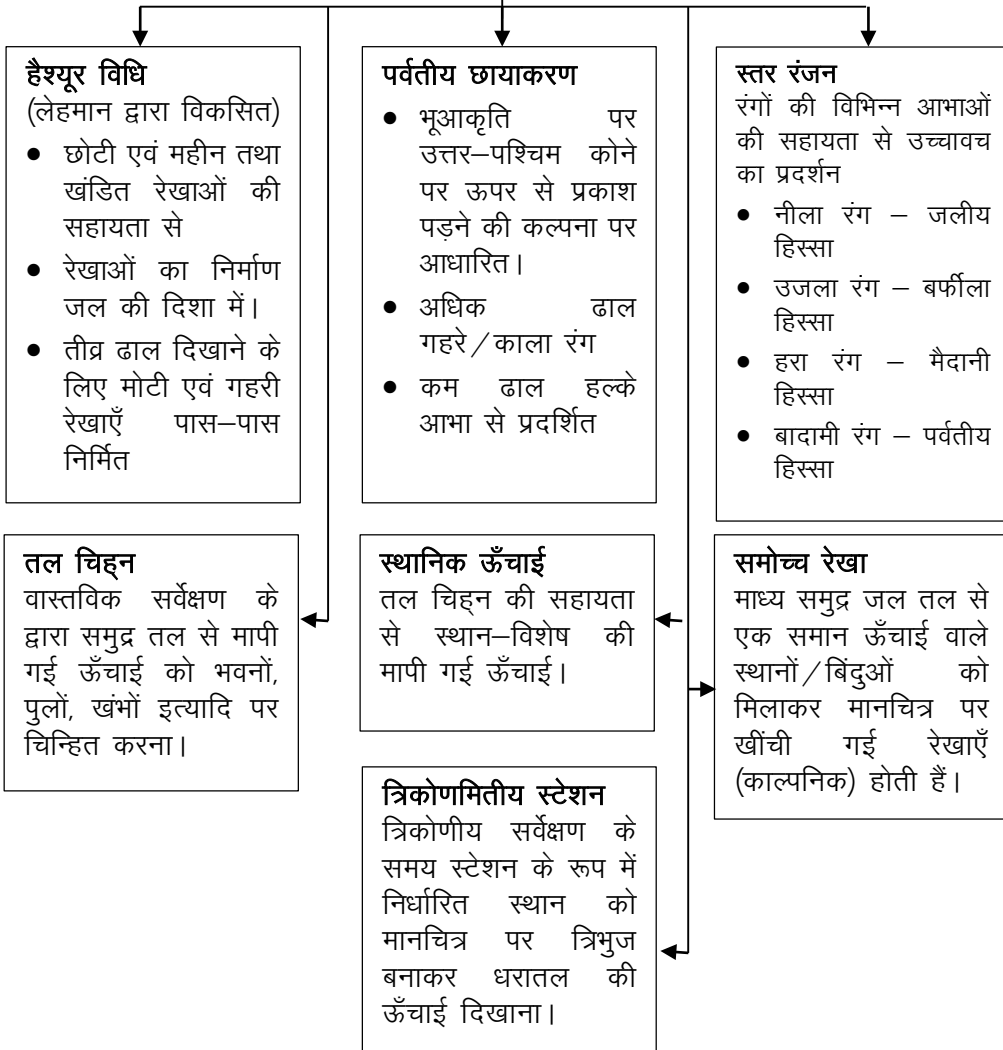 हैश्यूर विधि
(लेहमान द्वारा विकसित)
• छोटी एवं महीन तथा
खंडित रेखाओं की
सहायता से
• रेखाओं का निर्माण
जल की दिशा में।
• तीव्र ढाल दिखाने के
लिए मोटी एवं गहरी
रेखाएँ पास–पास
निर्मित
पर्वतीय छायाकरण
• भूआकृति पर
उत्तर–पश्चिम कोने
पर ऊपर से प्रकाश
पड़ने की कल्पना पर
आधारित।
• अधिक ढाल
गहरे/काला रंग
• कम ढाल हल्के
आभा से प्रदर्शित
स्तर रंजन
रंगों की विभिन्न आभाओं
की सहायता से उच्चावच
का प्रदर्शन
• नीला रंग – जलीय
हिस्सा
• उजला रंग – बर्फीला
हिस्सा
• हरा रंग – मैदानी
हिस्सा
• बादामी रंग – पर्वतीय
हिस्सा
तल चिह्न
वास्तविक सर्वेक्षण के
द्वारा समुद्र तल से मापी
गई ऊँचाई को भवनों,
पुलों, खंभों इत्यादि पर
चिन्हित करना।
स्थानिक ऊँचाई
तल चिह्न की सहायता
से स्थान–विशेष की
मापी गई ऊँचाई।
समोच्च रेखा
माध्य समुद्र जल तल से
एक समान ऊँचाई वाले
स्थानों/बिंदुओं को
मिलाकर मानचित्र पर
खींची गई रेखाएँ
(काल्पनिक) होती हैं।
त्रिकोणमितीय स्टेशन
त्रिकोणीय सर्वेक्षण के
समय स्टेशन के रूप में
निर्धारित स्थान को
मानचित्र पर त्रिभुज
बनाकर धरातल की
ऊँचाई दिखाना।